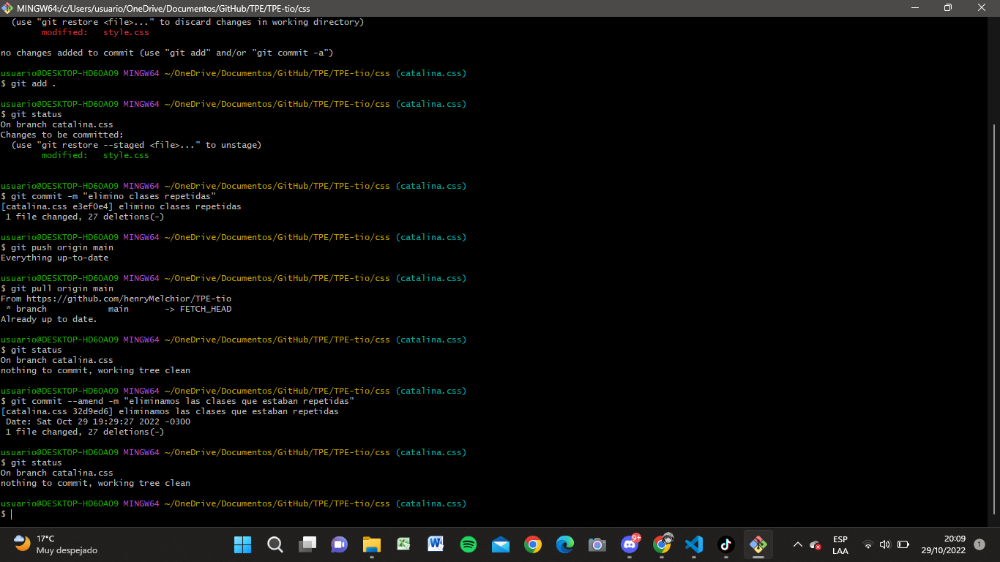 MINGW64:/c/Users/usuario/OneDrive/Documentos/GitHub/TPE/TPE-tio/css
  (use "git restore <file>..." to discard changes in working directory)
        modified:   style.css
no changes added to commit (use "git add" and/or "git commit -a")
usuario@DESKTOP-HD6OAO9 MINGW64 ~/OneDrive/Documentos/GitHub/TPE/TPE-tio/css (catalina.css)
$ git add .
usuario@DESKTOP-HD6OAO9 MINGW64 ~/OneDrive/Documentos/GitHub/TPE/TPE-tio/css (catalina.css)
$ git status
On branch catalina.css
Changes to be committed:
  (use "git restore --staged <file>..." to unstage)
        modified:   style.css
usuario@DESKTOP-HD6OAO9 MINGW64 ~/OneDrive/Documentos/GitHub/TPE/TPE-tio/css (catalina.css)
$ git commit -m "elimino clases repetidas"
[catalina.css e3ef0e4] elimino clases repetidas
 1 file changed, 27 deletions(-)
usuario@DESKTOP-HD6OAO9 MINGW64 ~/OneDrive/Documentos/GitHub/TPE/TPE-tio/css (catalina.css)
$ git push origin main
Everything up-to-date
usuario@DESKTOP-HD6OAO9 MINGW64 ~/OneDrive/Documentos/GitHub/TPE/TPE-tio/css (catalina.css)
$ git pull origin main
From https://github.com/henryMelchior/TPE-tio
 * branch            main       -> FETCH_HEAD
Already up to date.
usuario@DESKTOP-HD6OAO9 MINGW64 ~/OneDrive/Documentos/GitHub/TPE/TPE-tio/css (catalina.css)
$ git status
On branch catalina.css
nothing to commit, working tree clean
usuario@DESKTOP-HD6OAO9 MINGW64 ~/OneDrive/Documentos/GitHub/TPE/TPE-tio/css (catalina.css)
$ git commit --amend -m "eliminamos las clases que estaban repetidas"
[catalina.css 32d9ed6] eliminamos las clases que estaban repetidas
 Date: Sat Oct 29 19:29:27 2022 -0300
 1 file changed, 27 deletions(-)
usuario@DESKTOP-HD6OAO9 MINGW64 ~/OneDrive/Documentos/GitHub/TPE/TPE-tio/css (catalina.css)
$ git status
On branch catalina.css
nothing to commit, working tree clean
usuario@DESKTOP-HD6OAO9 MINGW64 ~/OneDrive/Documentos/GitHub/TPE/TPE-tio/css (catalina.css)
$
17°C
Muy despejado
9+
ESP
LAA
20:09
29/10/2022
1